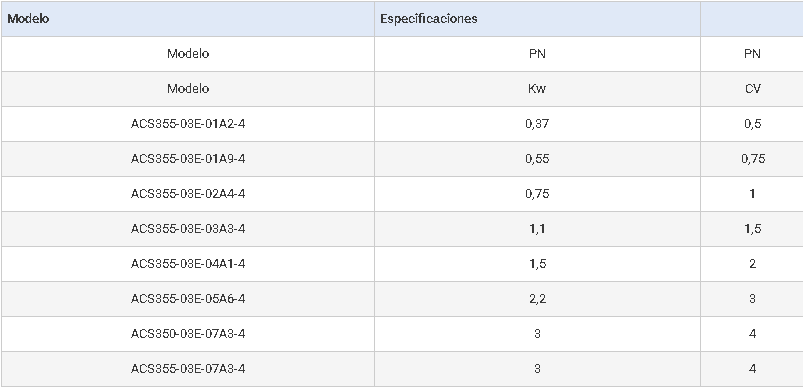 Modelo Especificaciones
Modelo PN PN
Modelo Kw CV
ACS355-03E-01A2-4 0,37 0,5
ACS355-03E-01A9-4 0,55 0,75
ACS355-03E-02A4-4 0,75 1
ACS355-03E-03A3-4 1,1 1,5
ACS355-03E-04A1-4 1,5 2
ACS355-03E-05A6-4 2,2 3
ACS350-03E-07A3-4 3 4
ACS355-03E-07A3-4 3 4